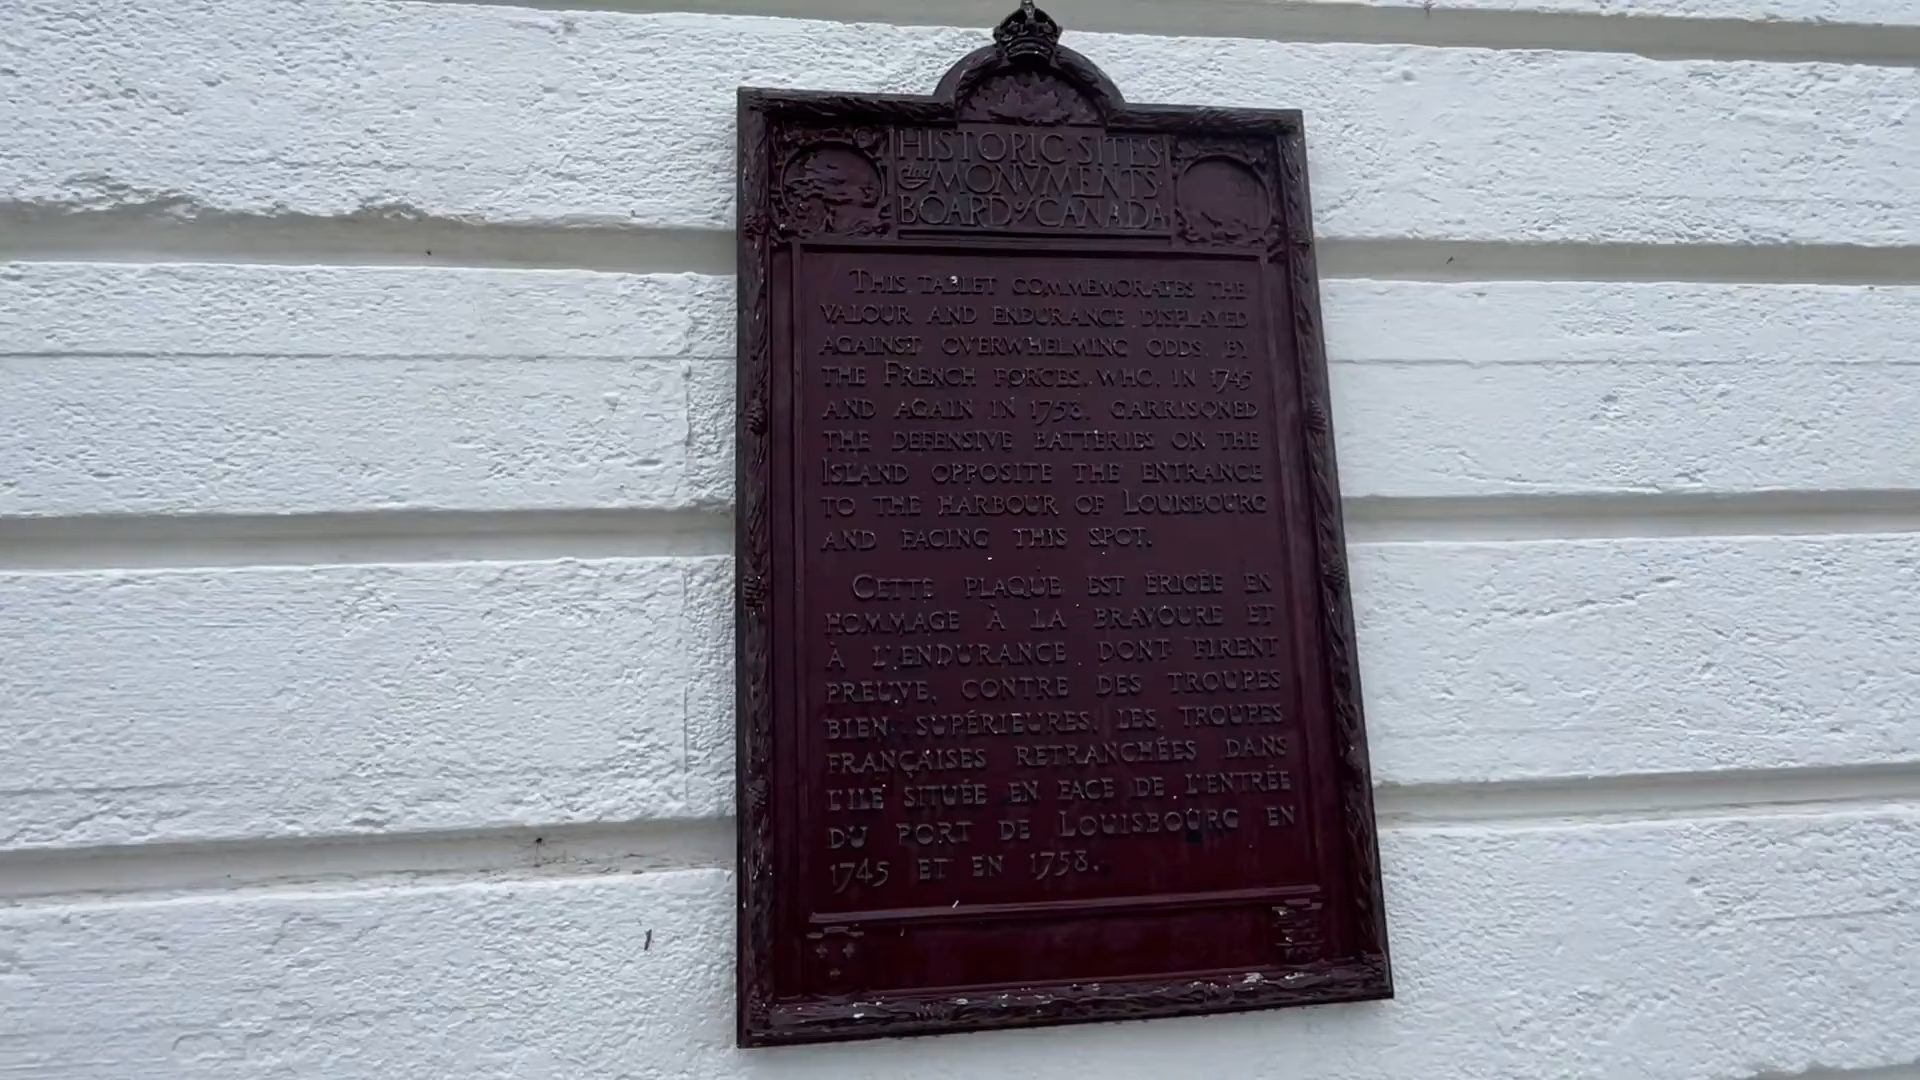 HISTORIC SITES
and MONVMENTS
BOARD of CANADA
THIS TABLET COMMEMORATES THE
VALOUR AND ENDURANCE DISPLAYED
AGAINST OVERWHELMING ODDS, BY
THE FRENCH FORCES WHO, IN 1745
AND AGAIN IN 1758, GARRISONED
THE DEFENSIVE BATTERIES ON THE
ISLAND OPPOSITE THE ENTRANCE
TO THE HARBOUR OF LOUISBOURG
AND FACING THIS SPOT.
CETTE PLAQUE EST ÉRIGÉE EN
HOMMAGE À LA BRAVOURE ET
À L'ENDURANCE DONT FIRENT
PREUVE, CONTRE DES TROUPES
BIEN SUPÉRIEURES, LES TROUPES
FRANÇAISES RETRANCHÉES DANS
L'ILE SITUÉE EN FACE DE L'ENTRÉE
DU PORT DE LOUISBOURG EN
1745 ET EN 1758.